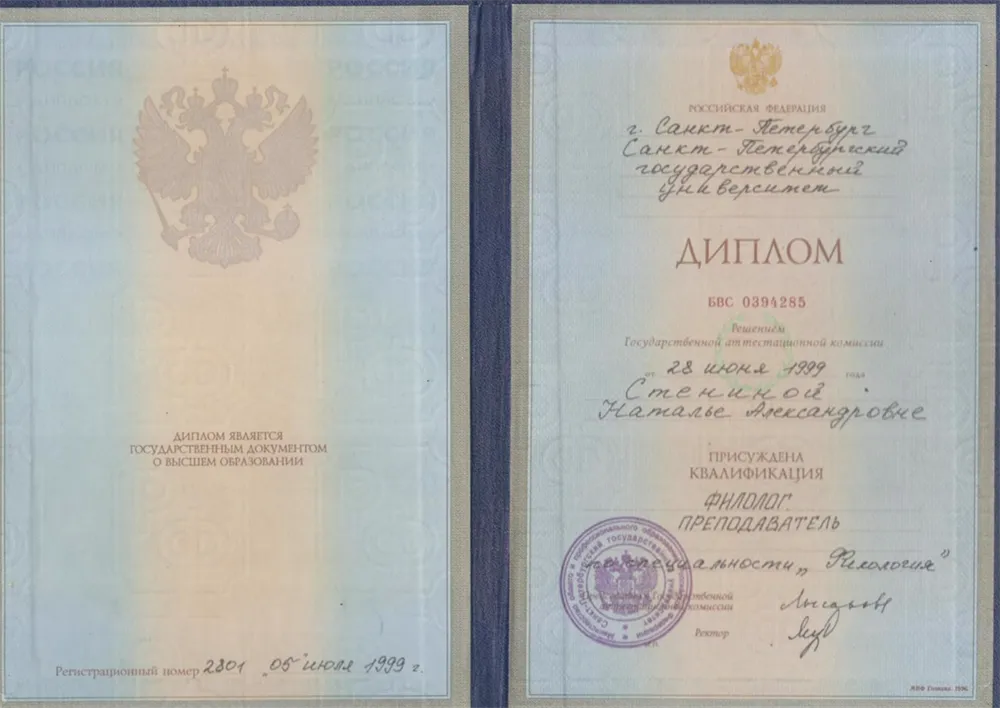 ДИПЛОМ ЯВЛЯЕТСЯ
ГОСУДАРСТВЕННЫМ ДОКУМЕНТОМ
О ВЫСШЕМ ОБРАЗОВАНИИ
Регистрационный номер 2801 „05" июля 1999 г.
РОССИЙСКАЯ ФЕДЕРАЦИЯ
г. Санкт-Петербург
Санкт-Петербургский
государственный
университет
ДИПЛОМ
БВС 0394285
Решением
Государственной аттестационной комиссии
от 28 июня 1999 года
Стениной
Наталье Александровне
ПРИСУЖДЕНА
КВАЛИФИКАЦИЯ
ФИЛОЛОГ.
ПРЕПОДАВАТЕЛЬ
по специальности „Филология"
Государственной
комиссии
Ректор